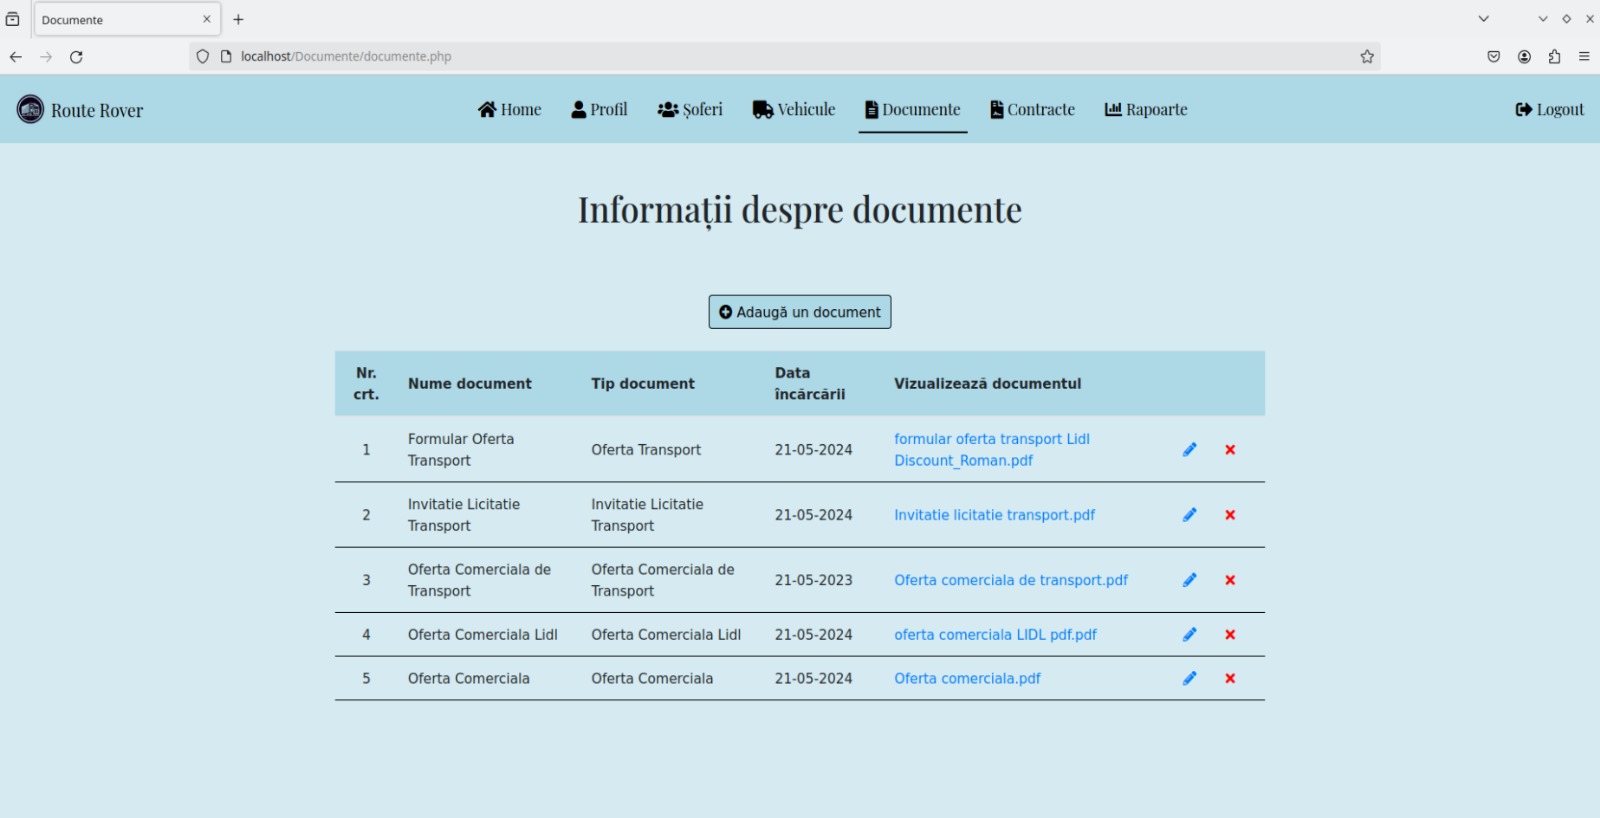 Documente
localhost/Documente/documente.php
Route Rover
Home
Profil
Șoferi
Vehicule
Documente
Contracte
Rapoarte
Logout
Informații despre documente
Adaugă un document
Nr. crt. Nume document Tip document Data încărcării Vizualizează documentul
1 Formular Oferta Transport Oferta Transport 21-05-2024 formular oferta transport Lidl Discount_Roman.pdf
2 Invitatie Licitatie Transport Invitatie Licitatie Transport 21-05-2024 Invitatie licitatie transport.pdf
3 Oferta Comerciala de Transport Oferta Comerciala de Transport 21-05-2023 Oferta comerciala de transport.pdf
4 Oferta Comerciala Lidl Oferta Comerciala Lidl 21-05-2024 oferta comerciala LIDL pdf.pdf
5 Oferta Comerciala Oferta Comerciala 21-05-2024 Oferta comerciala.pdf